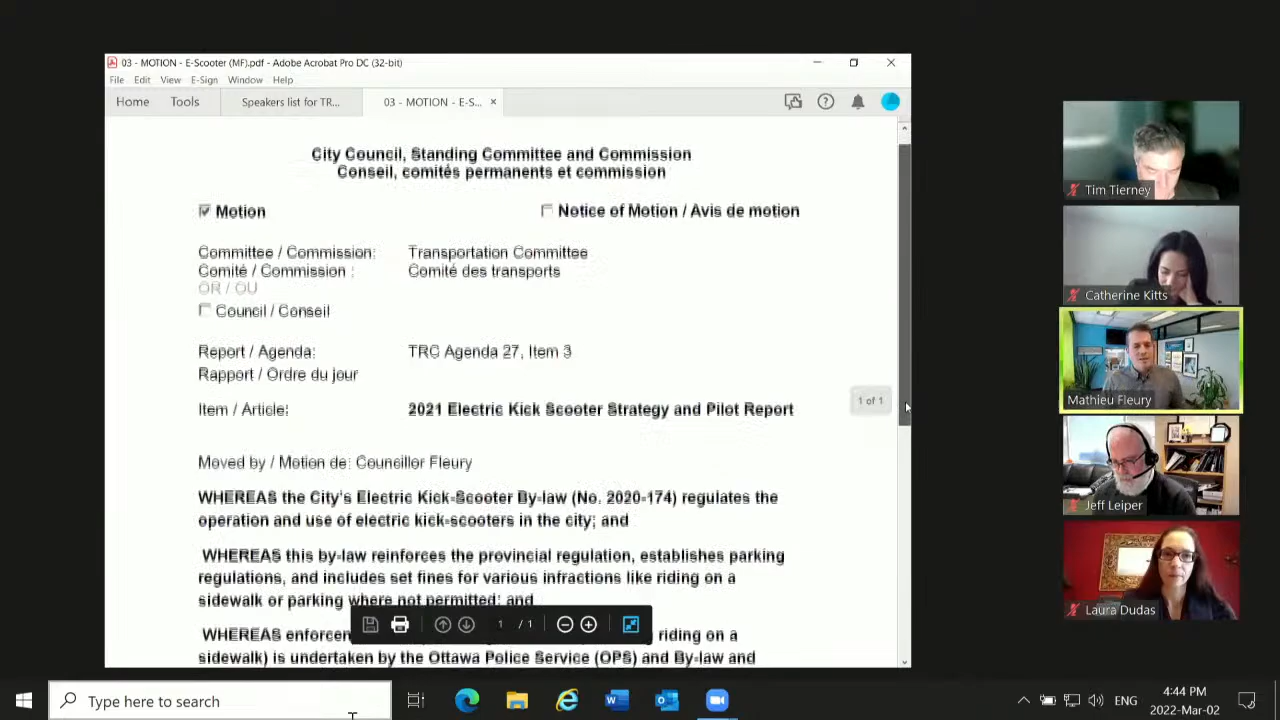 03 - MOTION - E-Scooter (MF).pdf - Adobe Acrobat Pro DC (32-bit)
File Edit View E-Sign Window Help
Home Tools Speakers list for TR... 03 - MOTION - E-S...
City Council, Standing Committee and Commission
Conseil, comités permanents et commission
Motion Notice of Motion / Avis de motion
Committee / Commission: Transportation Committee
Comité / Commission : Comité des transports
OR / OU
Council / Conseil
Report / Agenda: TRC Agenda 27, Item 3
Rapport / Ordre du jour
1 of 1
Item / Article: 2021 Electric Kick Scooter Strategy and Pilot Report
Moved by / Motion de: Councillor Fleury
WHEREAS the City's Electric Kick-Scooter By-law (No. 2020-174) regulates the
operation and use of electric kick-scooters in the city; and
WHEREAS this by-law reinforces the provincial regulation, establishes parking
regulations, and includes set fines for various infractions like riding on a
sidewalk or parking where not permitted; and
WHEREAS riding on a
sidewalk) is undertaken by the Ottawa Police Service (OPS) and By-law and
1 / 1
Tim Tierney
Catherine Kitts
Mathieu Fleury
Jeff Leiper
Laura Dudas
Type here to search
ENG
4:44 PM
2022-Mar-02